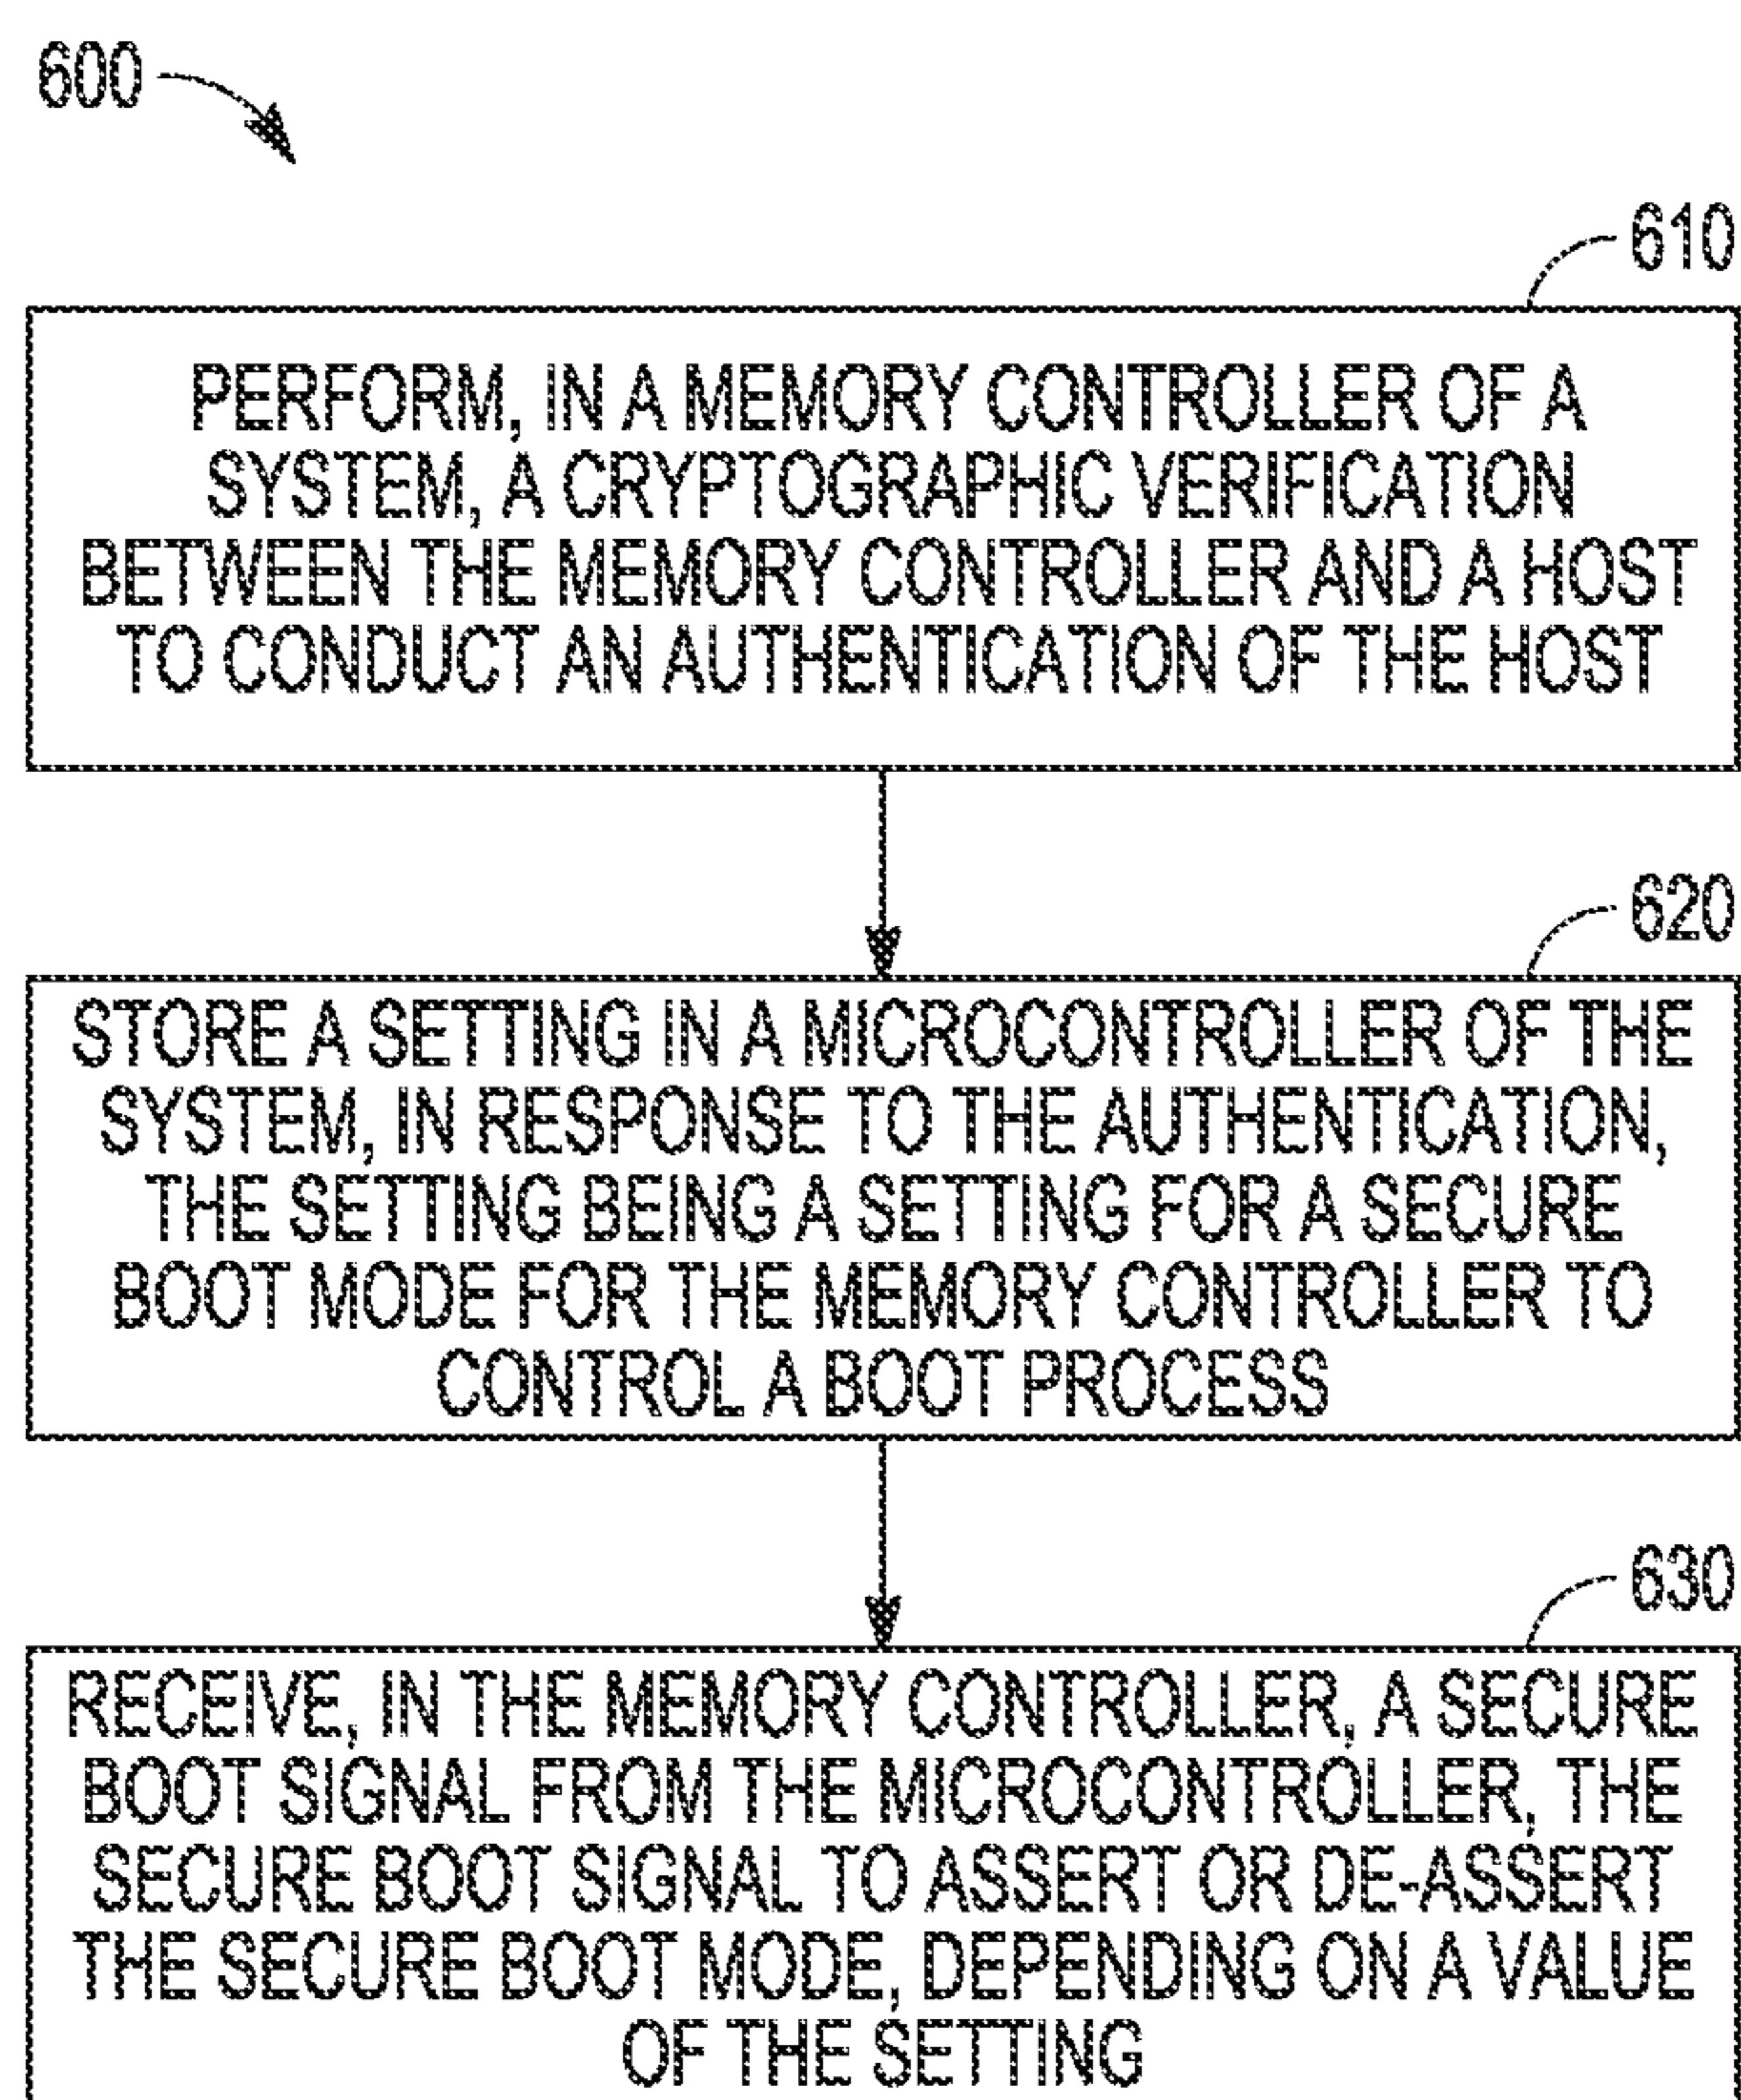 600
610
PERFORM, IN A MEMORY CONTROLLER OF A
SYSTEM, A CRYPTOGRAPHIC VERIFICATION
BETWEEN THE MEMORY CONTROLLER AND A HOST
TO CONDUCT AN AUTHENTICATION OF THE HOST
620
STORE A SETTING IN A MICROCONTROLLER OF THE
SYSTEM, IN RESPONSE TO THE AUTHENTICATION,
THE SETTING BEING A SETTING FOR A SECURE
BOOT MODE FOR THE MEMORY CONTROLLER TO
CONTROL A BOOT PROCESS
630
RECEIVE, IN THE MEMORY CONTROLLER, A SECURE
BOOT SIGNAL FROM THE MICROCONTROLLER, THE
SECURE BOOT SIGNAL TO ASSERT OR DE-ASSERT
THE SECURE BOOT MODE, DEPENDING ON A VALUE
OF THE SETTING